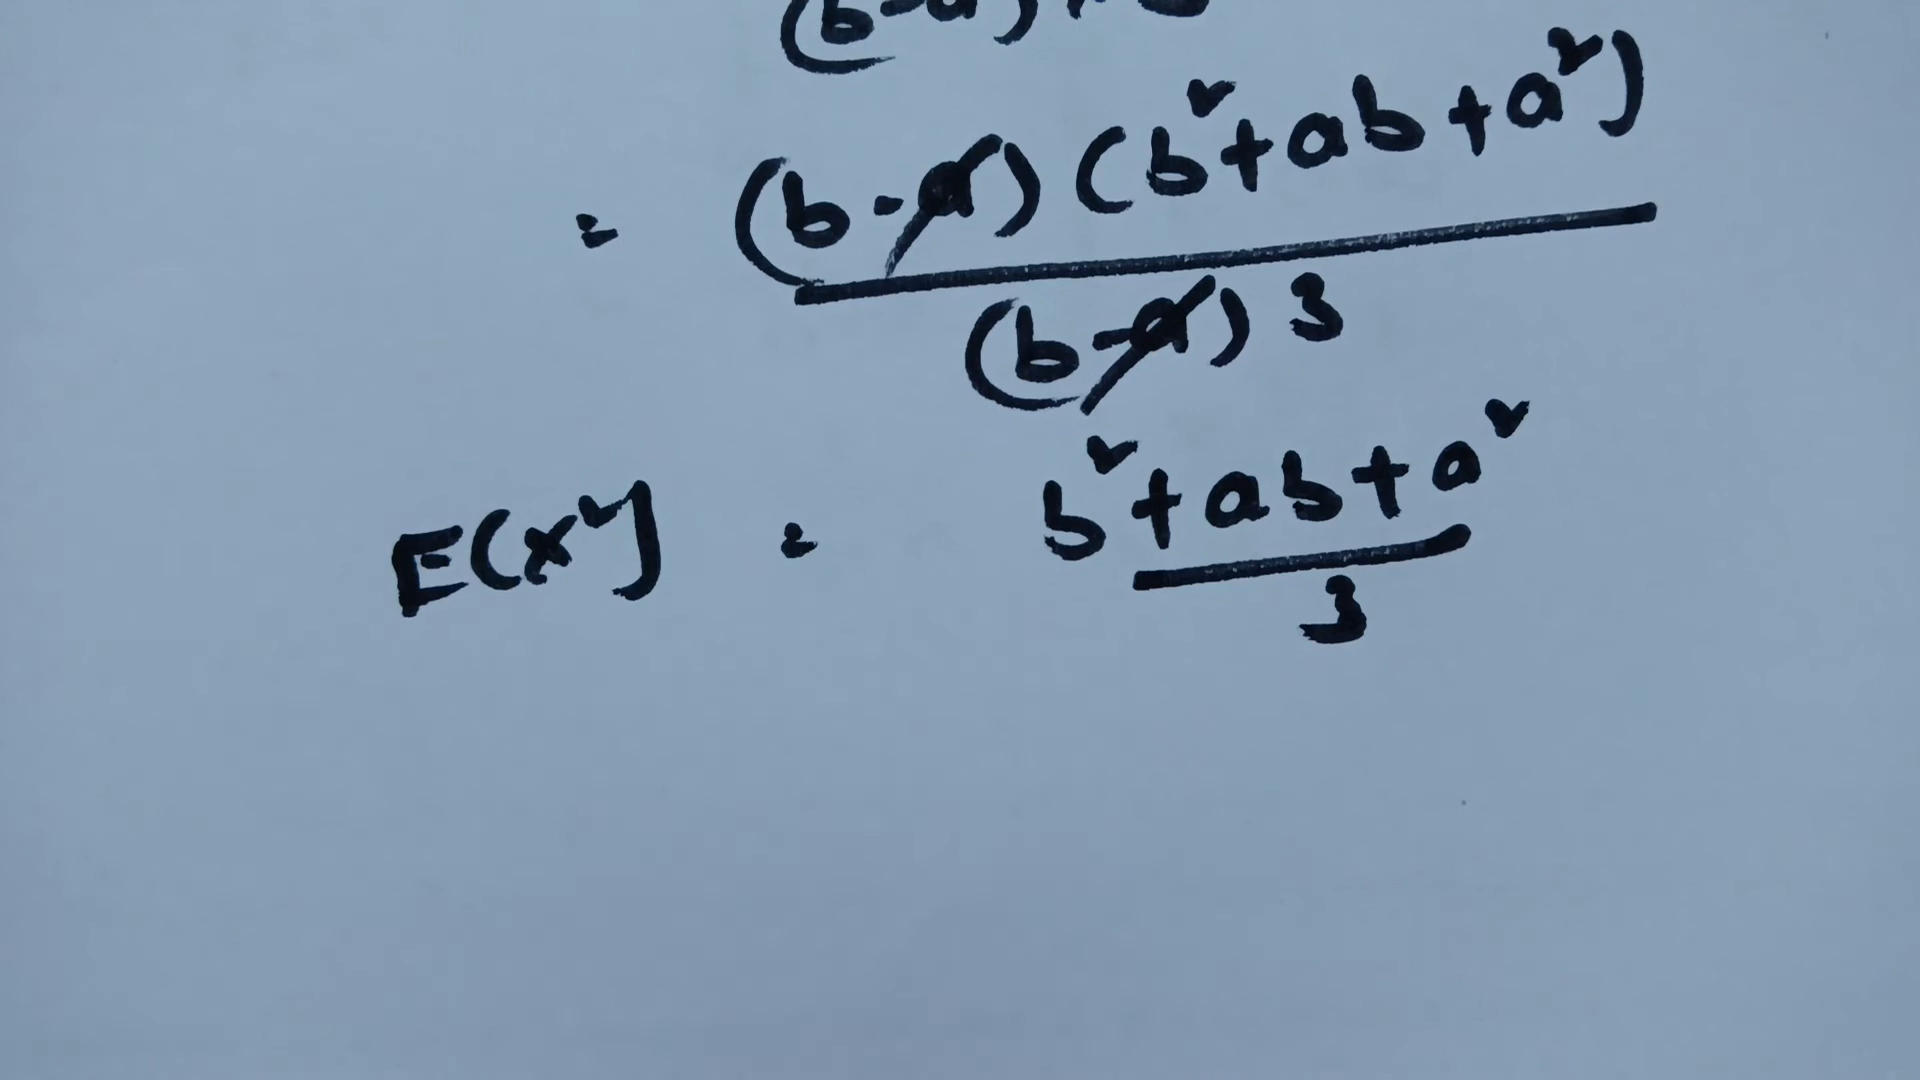 = (b-a)(b²+ab+a²)
(b-a) 3
E(x²) = b²+ab+a²
3